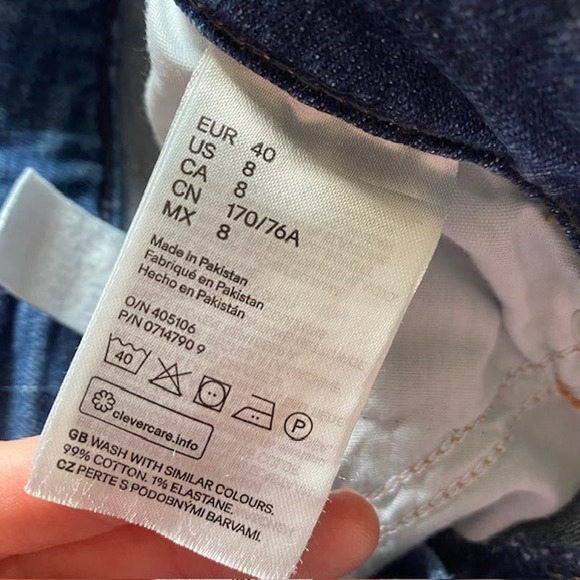 EUR 40
US 8
CA 8
CN 170/76A
MX 8
Made in Pakistan
Fabriqué en Pakistan
Hecho en Pakistán
O/N 405106
P/N 0714790 9
40
P
clevercare.info
GB WASH WITH SIMILAR COLOURS.
99% COTTON. 1% ELASTANE.
CZ PERTE S PODOBNÝMI BARVAMI.